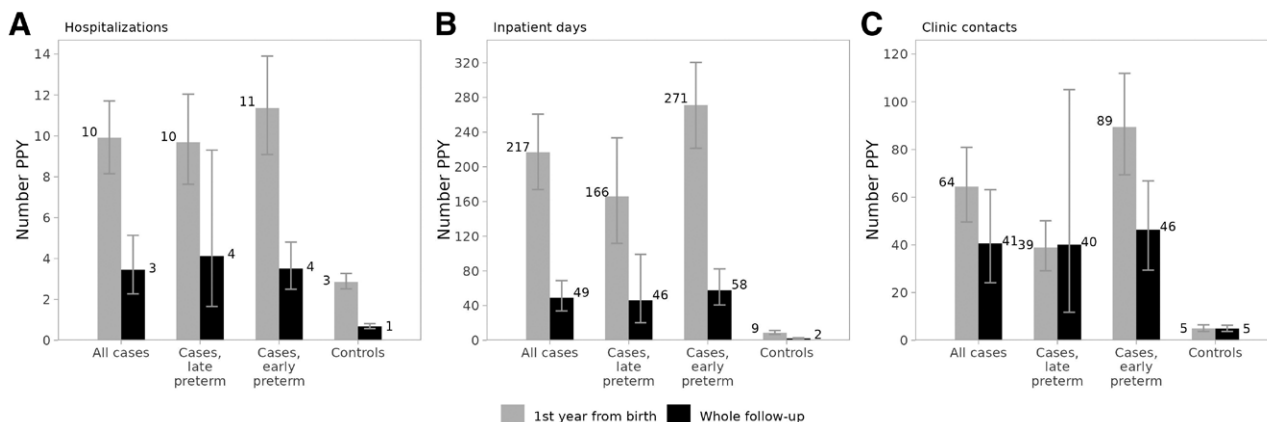 A
Hospitalizations
Number PPY
14
12
10
8
6
4
2
0
10
3
10
4
11
4
3
1
All cases
Cases,
late
preterm
Cases,
early
preterm
Controls
B
Inpatient days
Number PPY
320
280
240
200
160
120
80
40
0
217
49
166
46
271
58
9
2
All cases
Cases,
late
preterm
Cases,
early
preterm
Controls
C
Clinic contacts
Number PPY
120
100
80
60
40
20
0
64
41
39
40
89
46
5
5
All cases
Cases,
late
preterm
Cases,
early
preterm
Controls
1st year from birth
Whole follow-up